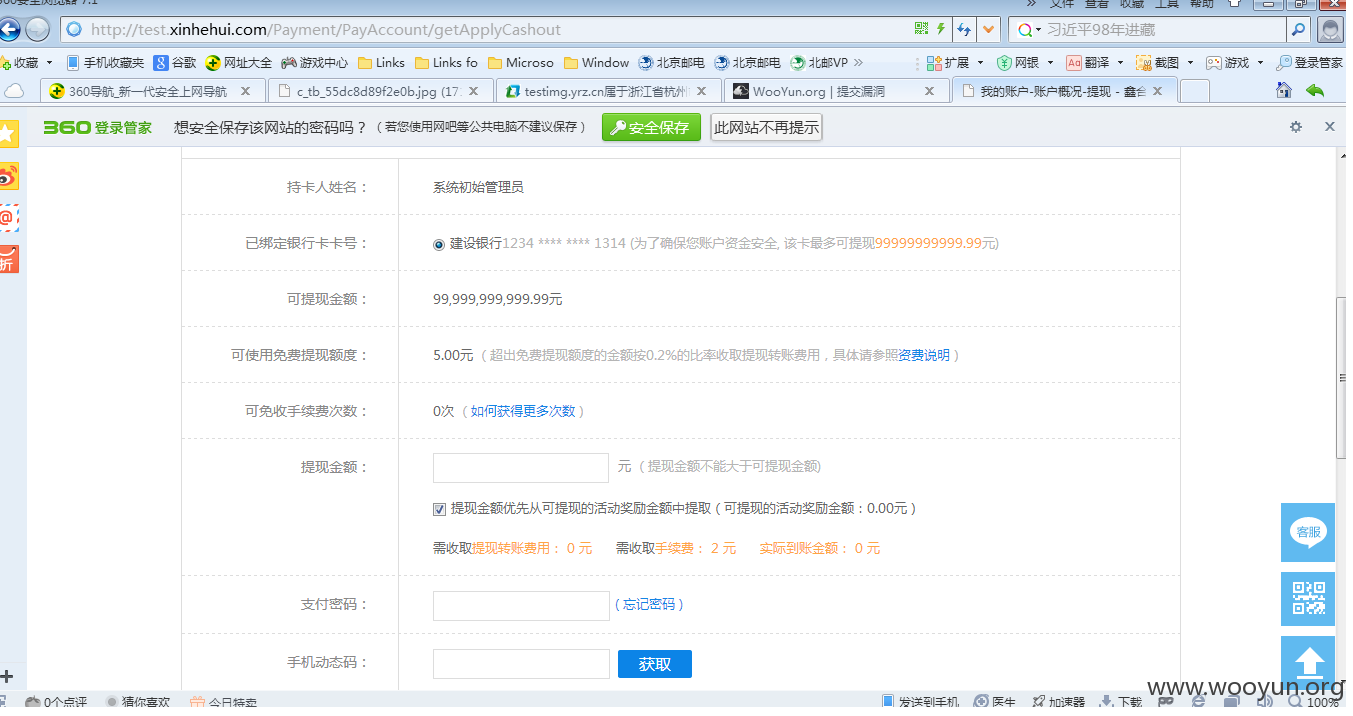 360安全浏览器 7.1
» 文件 查看 收藏 工具 帮助
http://test.xinhehui.com/Payment/PayAccount/getApplyCashout
习近平98年进藏
收藏 手机收藏夹 谷歌 网址大全 游戏中心 Links Links fo Microso Window 北京邮电 北京邮电 北邮VP » 扩展 网银 翻译 截图 游戏 登录管家
360导航_新一代安全上网导航 c_tb_55dc8d89f2e0b.jpg (17: testimg.yrz.cn属于浙江省杭州 WooYun.org | 提交漏洞 我的账户-账户概况-提现 - 鑫合
360 登录管家 想安全保存该网站的密码吗？（若您使用网吧等公共电脑不建议保存） 安全保存 此网站不再提示
持卡人姓名： 系统初始管理员
已绑定银行卡卡号： 建设银行1234 **** **** 1314 (为了确保您账户资金安全, 该卡最多可提现99999999999.99元)
可提现金额： 99,999,999,999.99元
可使用免费提现额度： 5.00元（超出免费提现额度的金额按0.2%的比率收取提现转账费用，具体请参照资费说明）
可免收手续费次数： 0次（如何获得更多次数）
提现金额： 元（提现金额不能大于可提现金额)
提现金额优先从可提现的活动奖励金额中提取（可提现的活动奖励金额：0.00元）
需收取提现转账费用： 0 元 需收取手续费： 2 元 实际到账金额： 0 元
支付密码： （忘记密码）
手机动态码： 获取
客服
折
0个点评 猜你喜欢 今日特卖 发送到手机 医生 加速器 下载 100%
www.wooyun.org